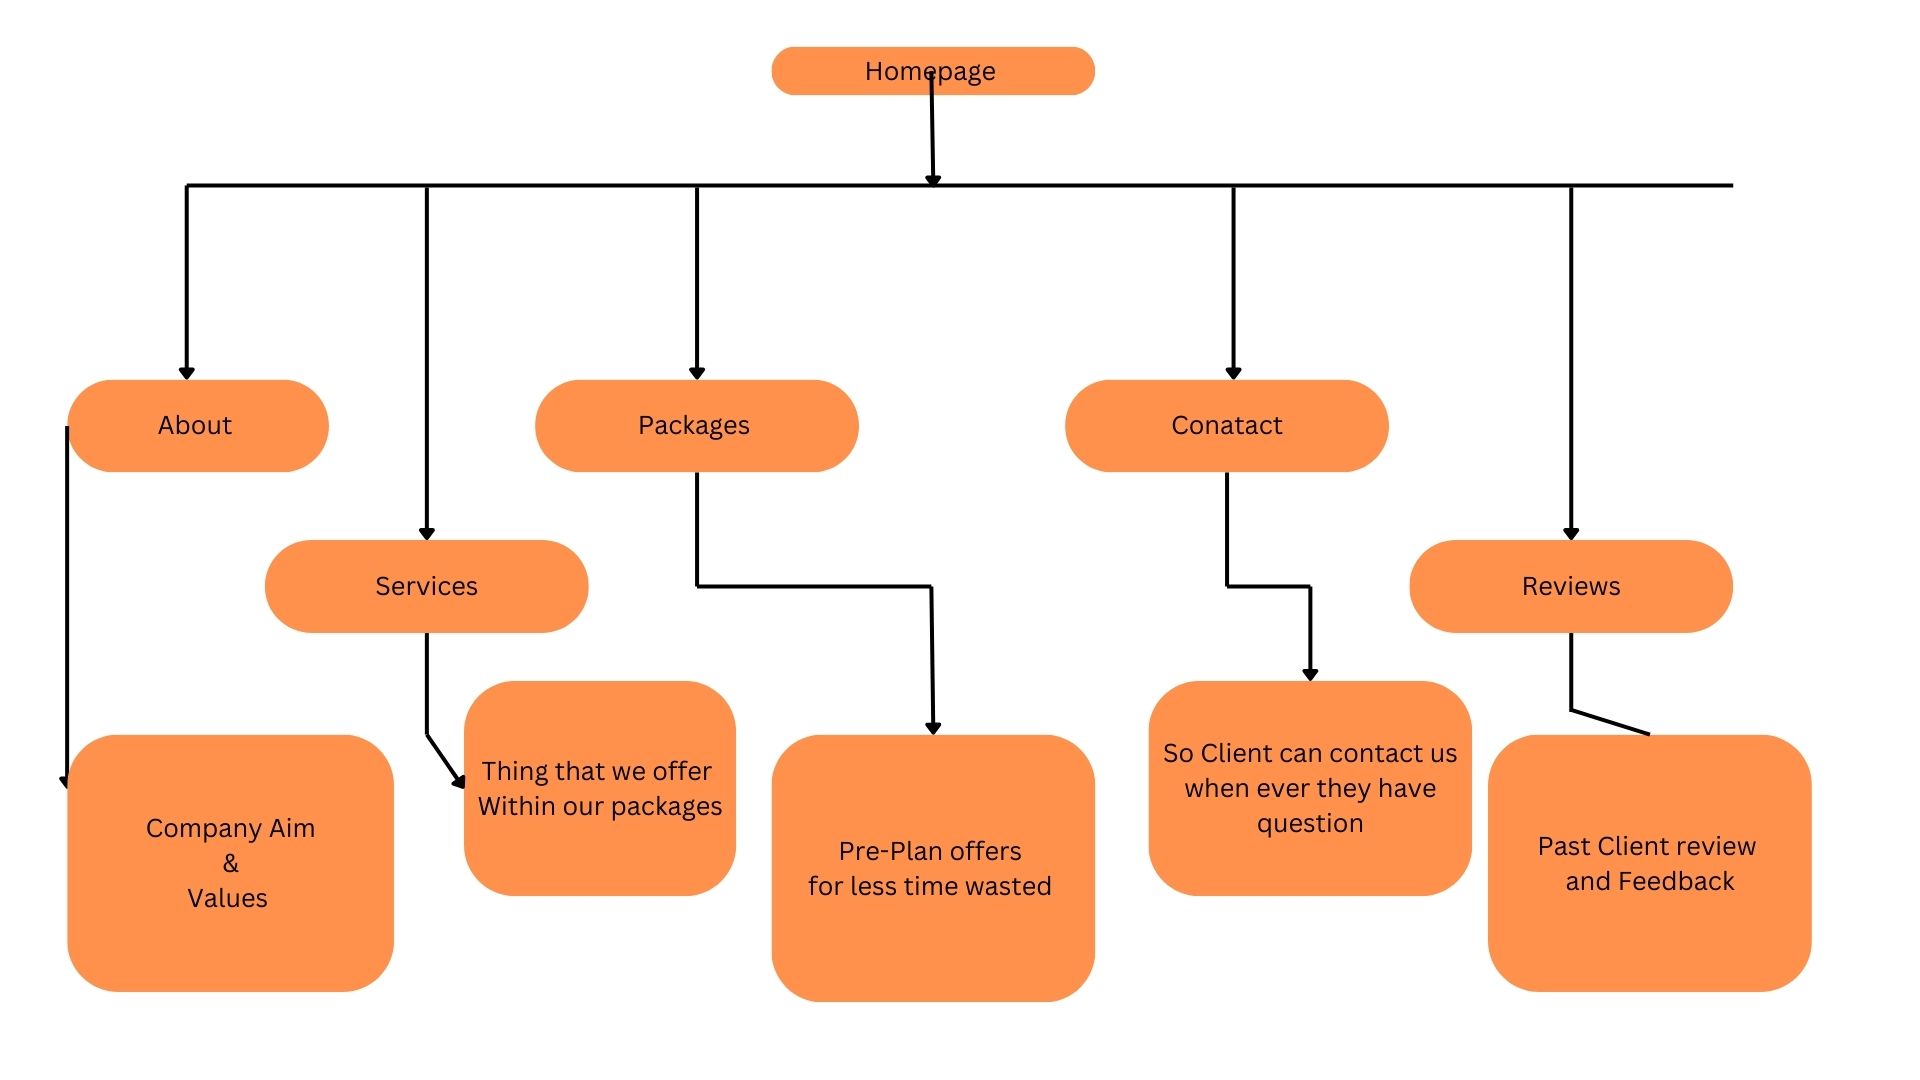 Homepage
About
Packages
Conatact
Services
Reviews
Thing that we offer
Within our packages
So Client can contact us
when ever they have
question
Company Aim
&
Values
Pre-Plan offers
for less time wasted
Past Client review
and Feedback